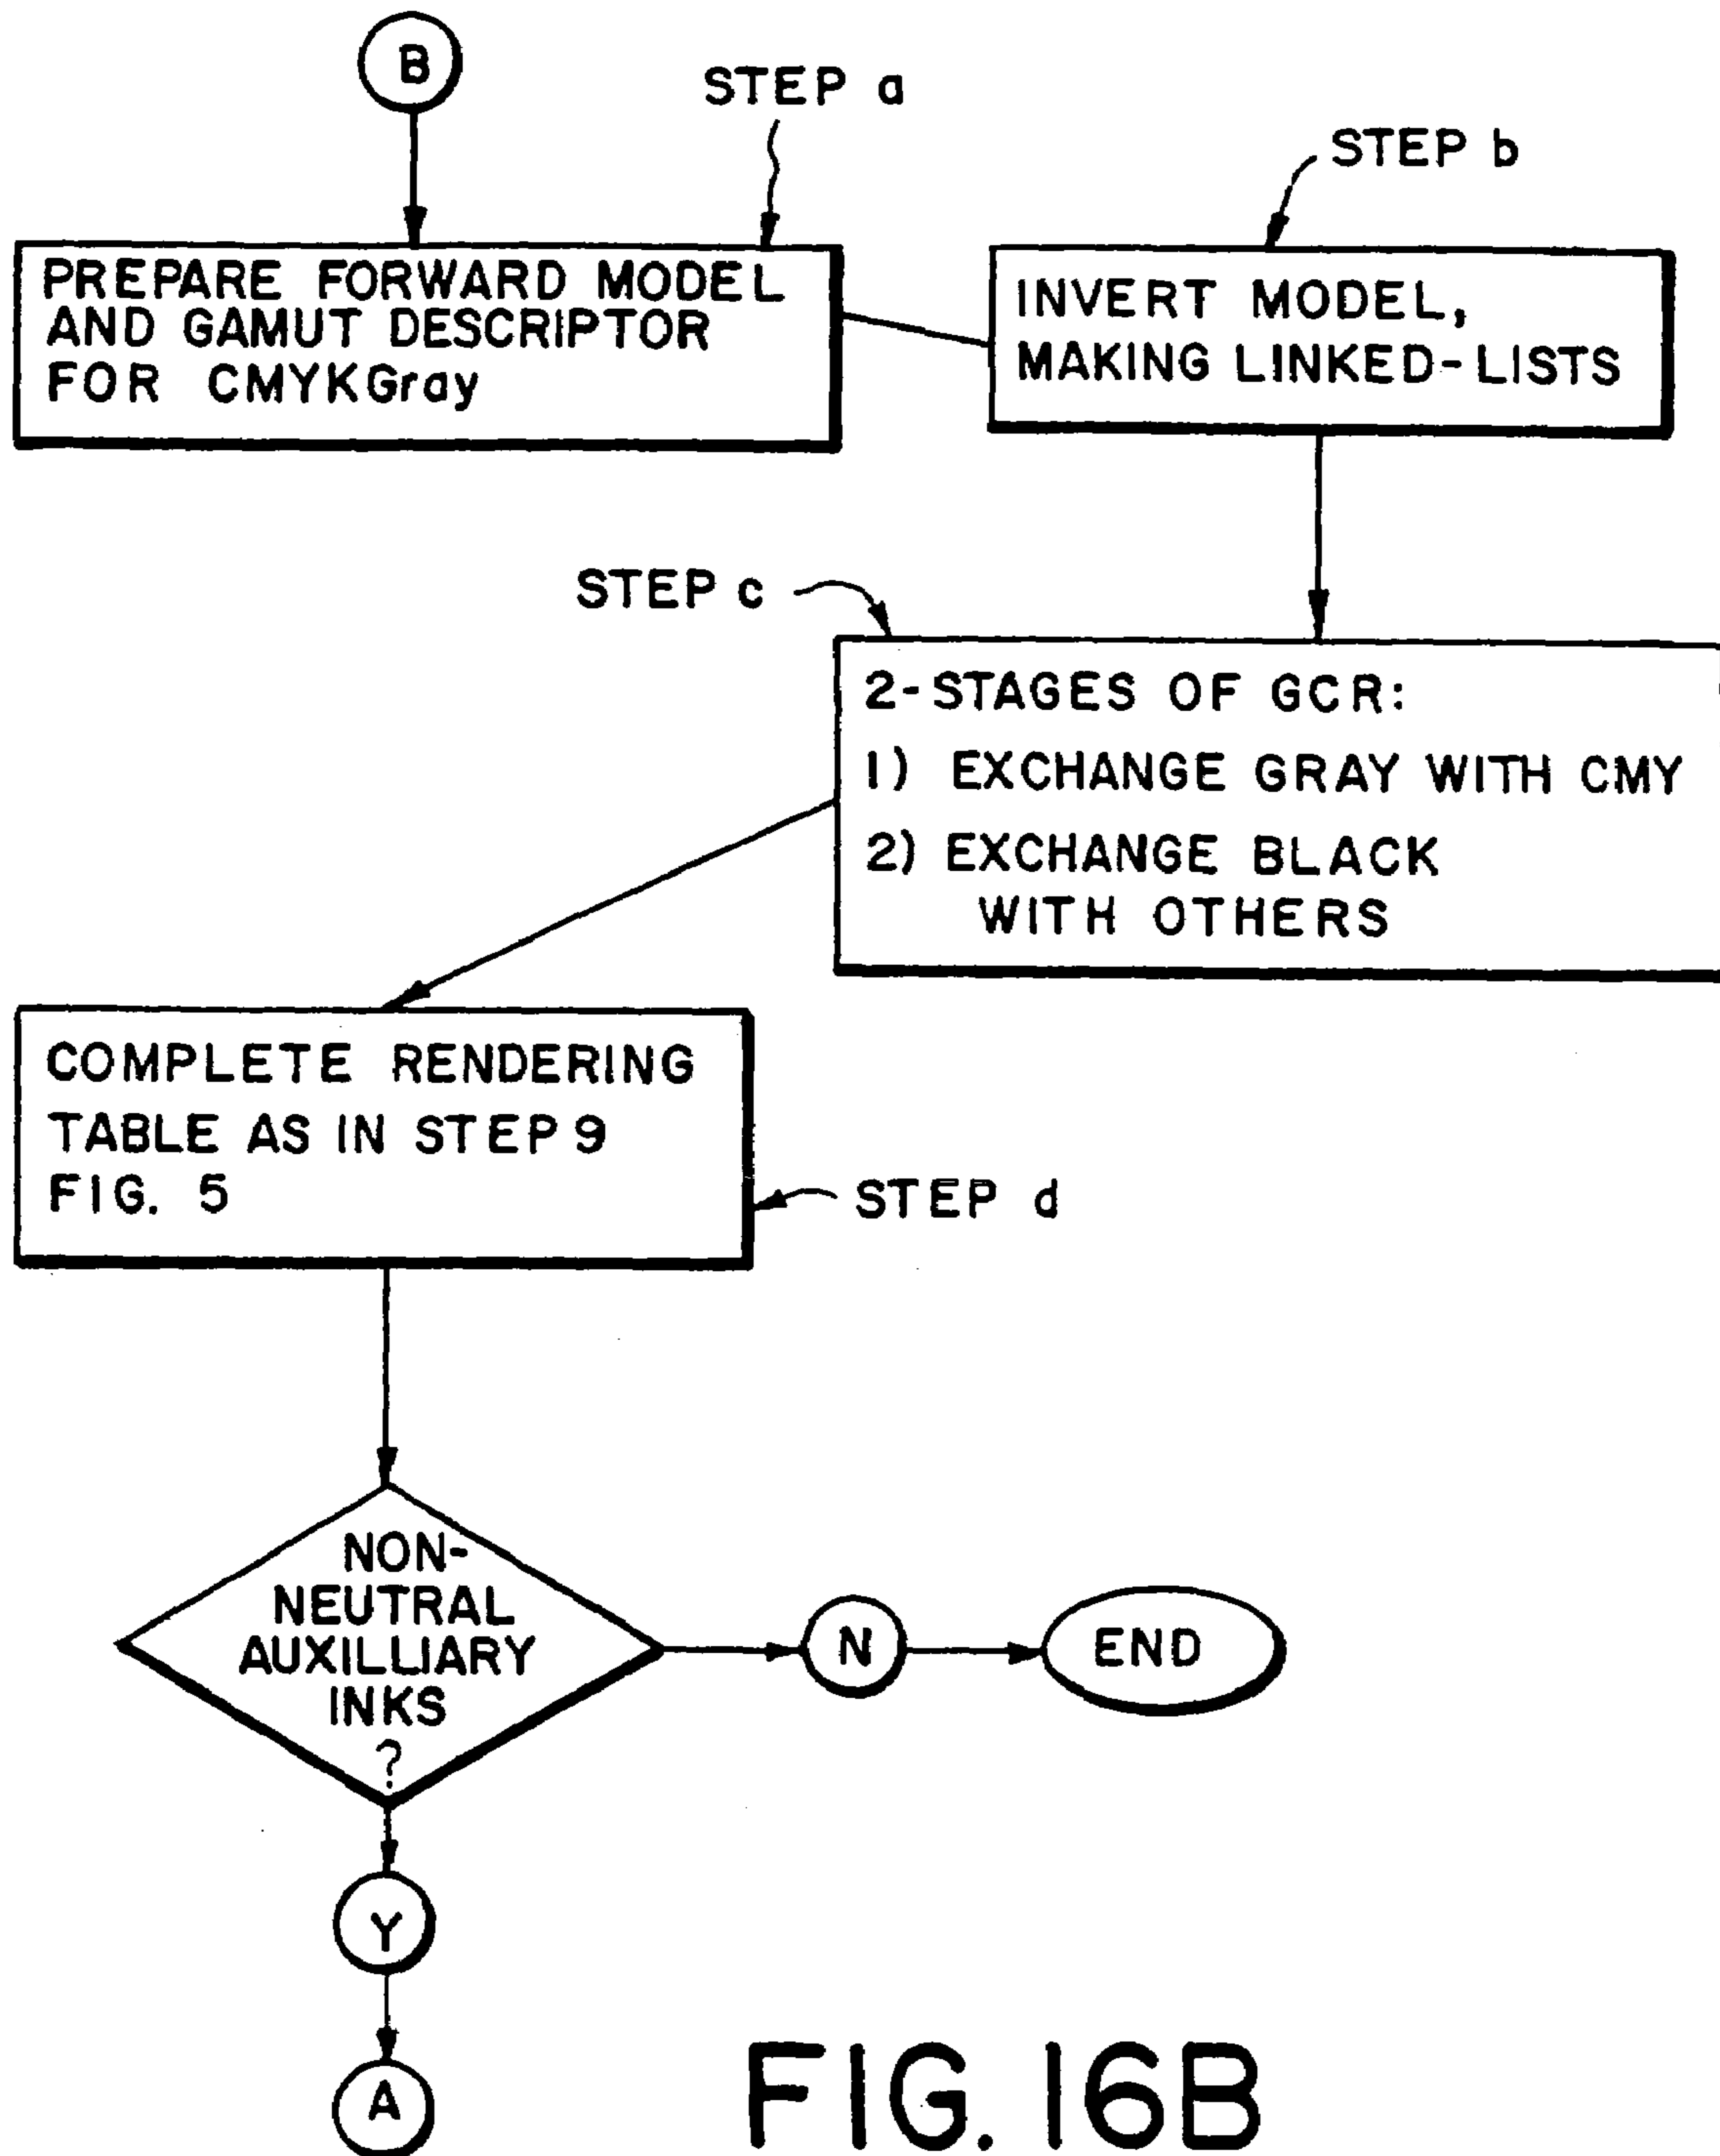 B
STEP a
STEP b
PREPARE FORWARD MODEL
AND GAMUT DESCRIPTOR
FOR CMYKGray
INVERT MODEL,
MAKING LINKED-LISTS
STEP c
2-STAGES OF GCR:
1) EXCHANGE GRAY WITH CMY
2) EXCHANGE BLACK
WITH OTHERS
COMPLETE RENDERING
TABLE AS IN STEP 9
FIG. 5
STEP d
NON-
NEUTRAL
AUXILLIARY
INKS
?
N
END
Y
A
FIG. 16B